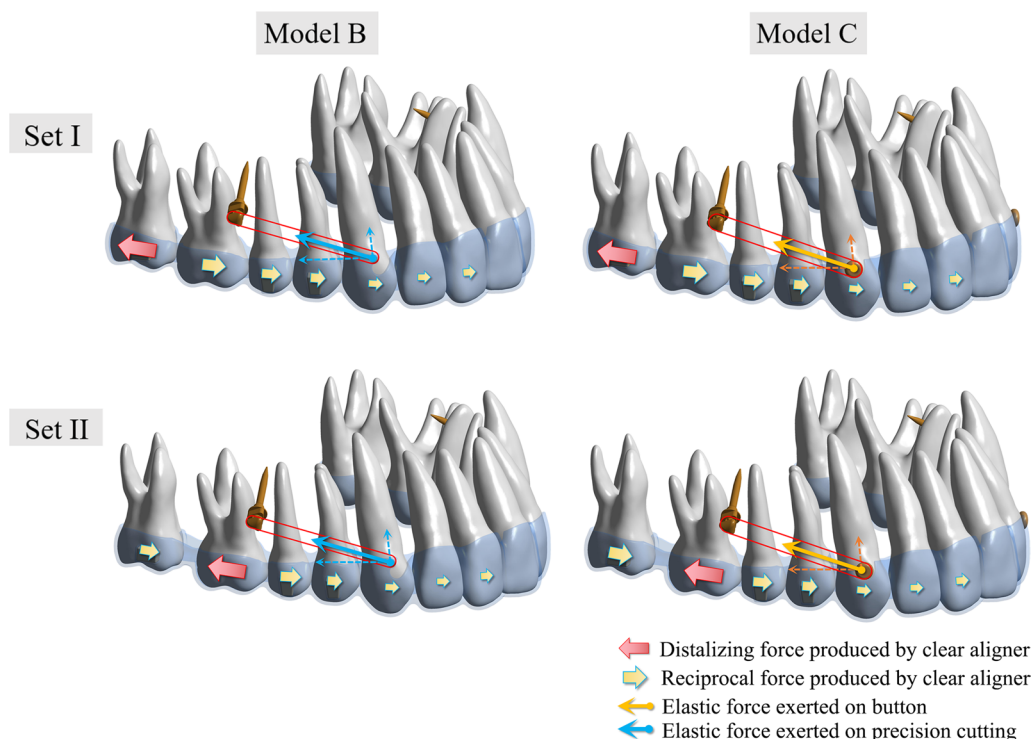 Model B
Model C
Set I
Set II
Distalizing force produced by clear aligner
Reciprocal force produced by clear aligner
Elastic force exerted on button
Elastic force exerted on precision cutting